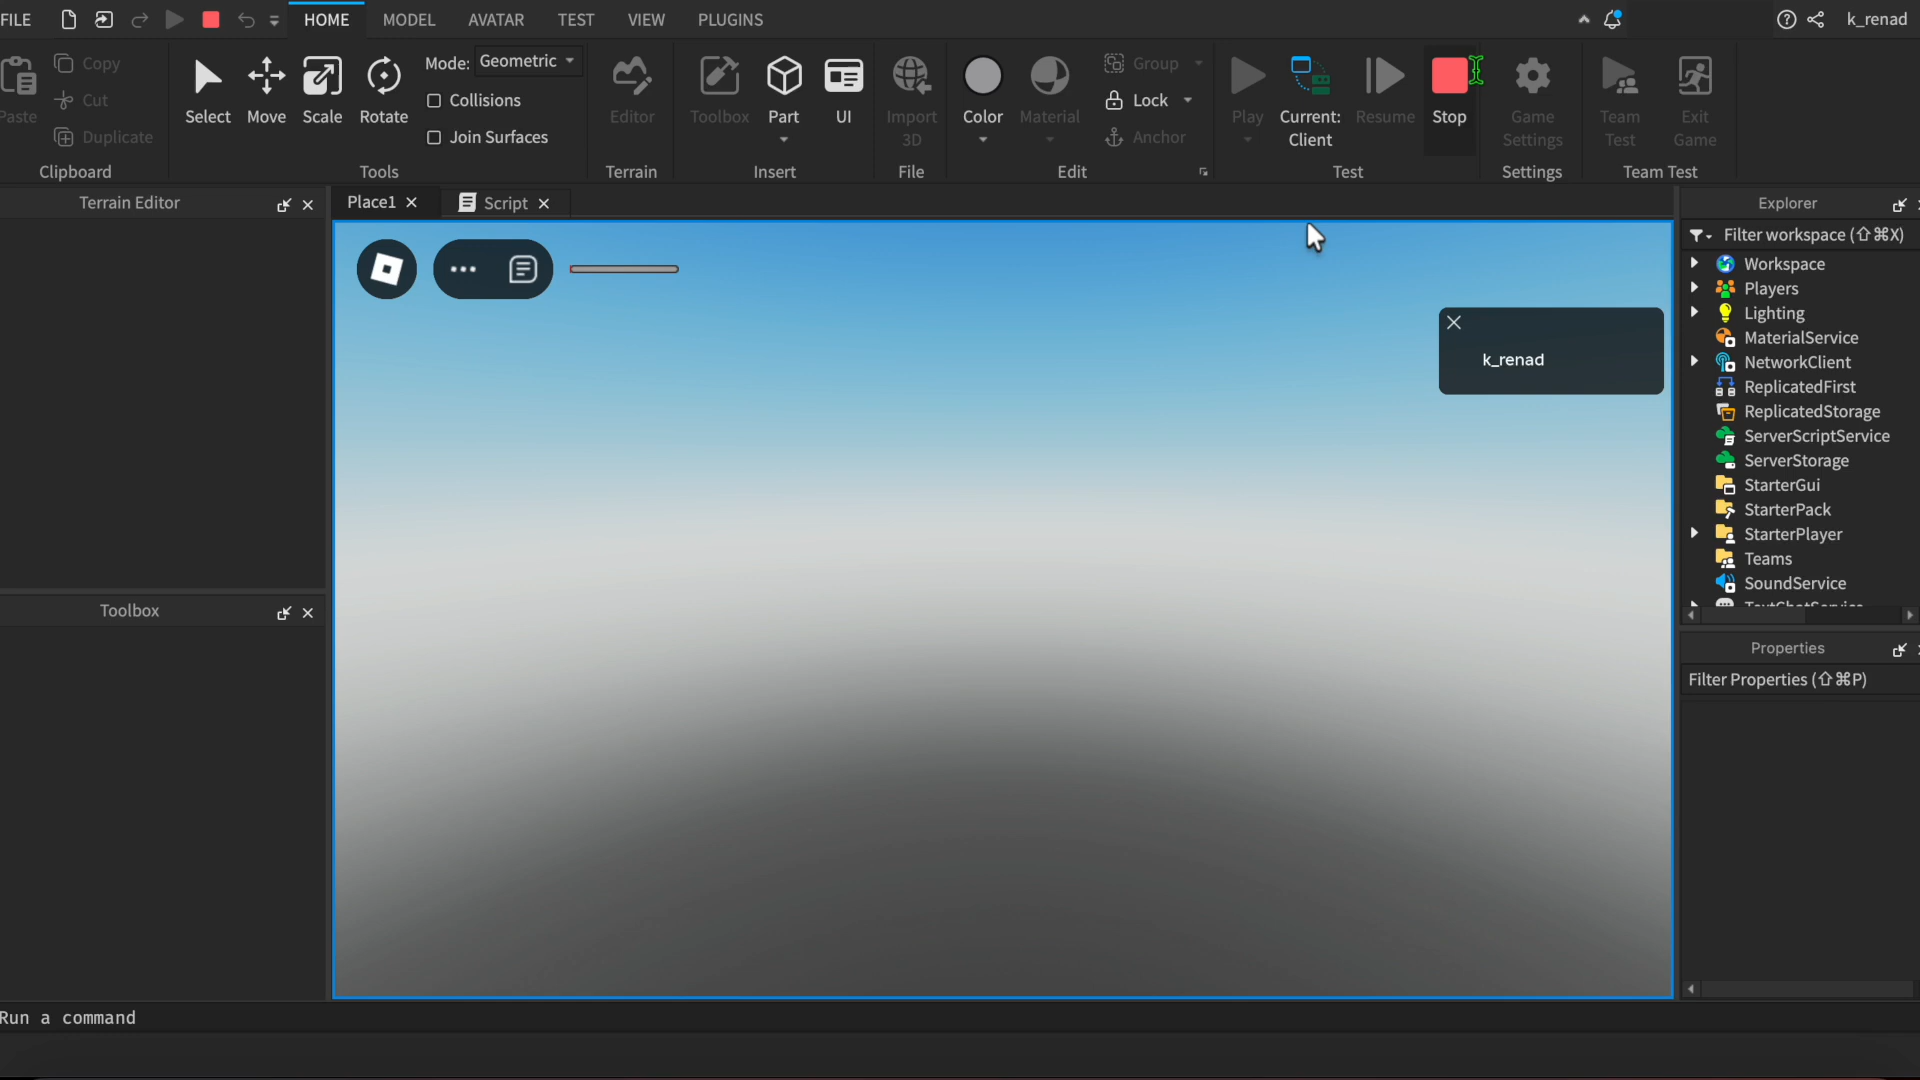 FILE
HOME
MODEL
AVATAR
TEST
VIEW
PLUGINS
k_renad
Paste
Copy
Cut
Duplicate
Clipboard
Select
Move
Scale
Rotate
Mode: Geometric
Collisions
Join Surfaces
Tools
Editor
Terrain
Toolbox
Part
UI
Insert
Import
3D
File
Color
Material
Group
Lock
Anchor
Edit
Play
Current:
Client
Resume
Stop
Test
Game
Settings
Settings
Team
Test
Exit
Game
Team Test
Terrain Editor
Place1
Script
Explorer
Filter workspace (⇧⌘X)
Workspace
Players
Lighting
MaterialService
NetworkClient
ReplicatedFirst
ReplicatedStorage
ServerScriptService
ServerStorage
StarterGui
StarterPack
StarterPlayer
Teams
SoundService
TextChatService
k_renad
Toolbox
Properties
Filter Properties (⇧⌘P)
Run a command